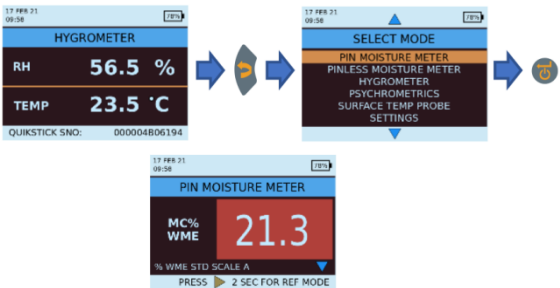 17 FEB 21
09:58
78%
HYGROMETER
RH 56.5 %
TEMP 23.5 °C
QUIKSTICK SNO: 000004B06194
17 FEB 21
09:58
78%
SELECT MODE
PIN MOISTURE METER
PINLESS MOISTURE METER
HYGROMETER
PSYCHROMETRICS
SURFACE TEMP PROBE
SETTINGS
17 FEB 21
09:58
78%
PIN MOISTURE METER
MC%
WME
21.3
% WME STD SCALE A
PRESS 2 SEC FOR REF MODE